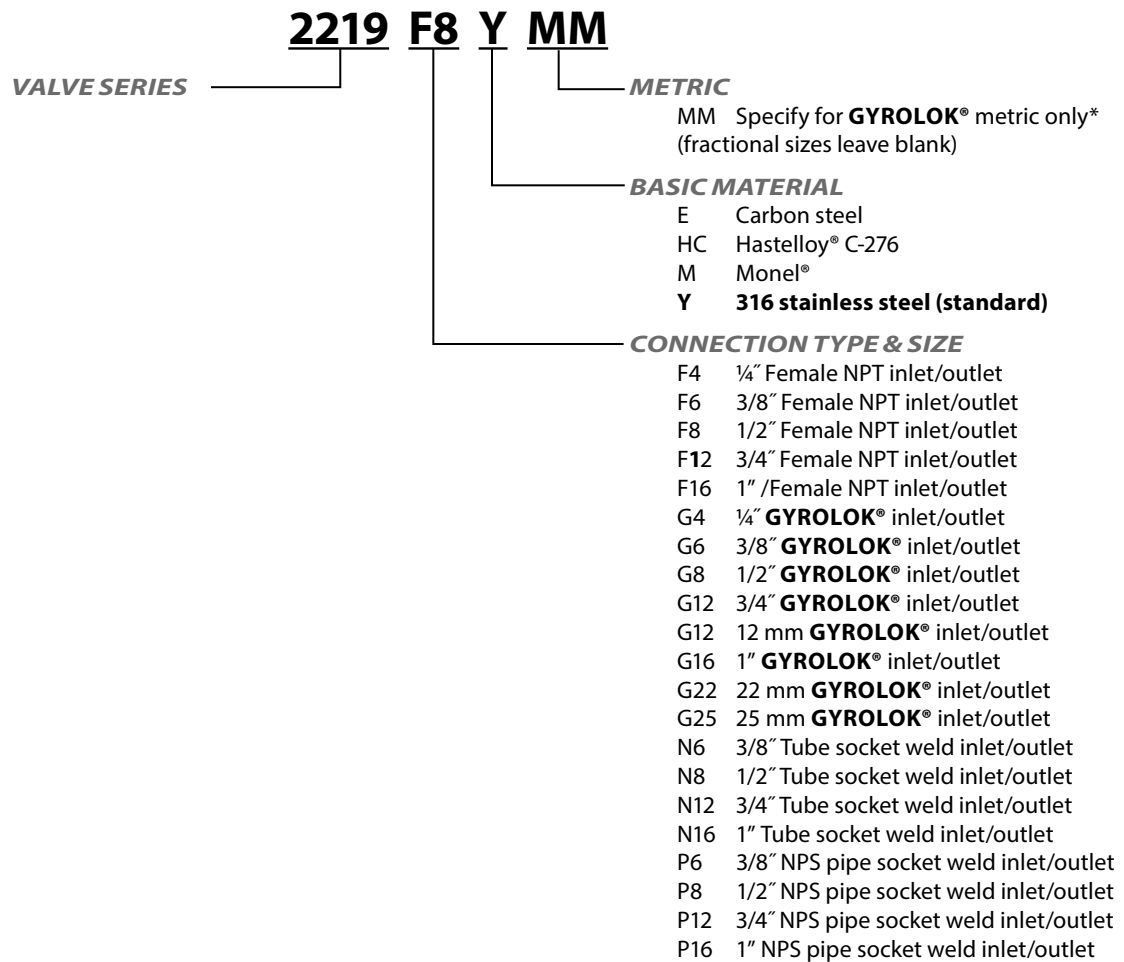 2219 F8 Y MM
VALVE SERIES
METRIC
MM Specify for GYROLOK® metric only*
(fractional sizes leave blank)
BASIC MATERIAL
E Carbon steel
HC Hastelloy® C-276
M Monel®
Y 316 stainless steel (standard)
CONNECTION TYPE & SIZE
F4 ¼˝ Female NPT inlet/outlet
F6 3/8˝ Female NPT inlet/outlet
F8 1/2˝ Female NPT inlet/outlet
F12 3/4˝ Female NPT inlet/outlet
F16 1” /Female NPT inlet/outlet
G4 ¼˝ GYROLOK® inlet/outlet
G6 3/8˝ GYROLOK® inlet/outlet
G8 1/2˝ GYROLOK® inlet/outlet
G12 3/4˝ GYROLOK® inlet/outlet
G12 12 mm GYROLOK® inlet/outlet
G16 1” GYROLOK® inlet/outlet
G22 22 mm GYROLOK® inlet/outlet
G25 25 mm GYROLOK® inlet/outlet
N6 3/8˝ Tube socket weld inlet/outlet
N8 1/2˝ Tube socket weld inlet/outlet
N12 3/4˝ Tube socket weld inlet/outlet
N16 1” Tube socket weld inlet/outlet
P6 3/8˝ NPS pipe socket weld inlet/outlet
P8 1/2˝ NPS pipe socket weld inlet/outlet
P12 3/4˝ NPS pipe socket weld inlet/outlet
P16 1” NPS pipe socket weld inlet/outlet